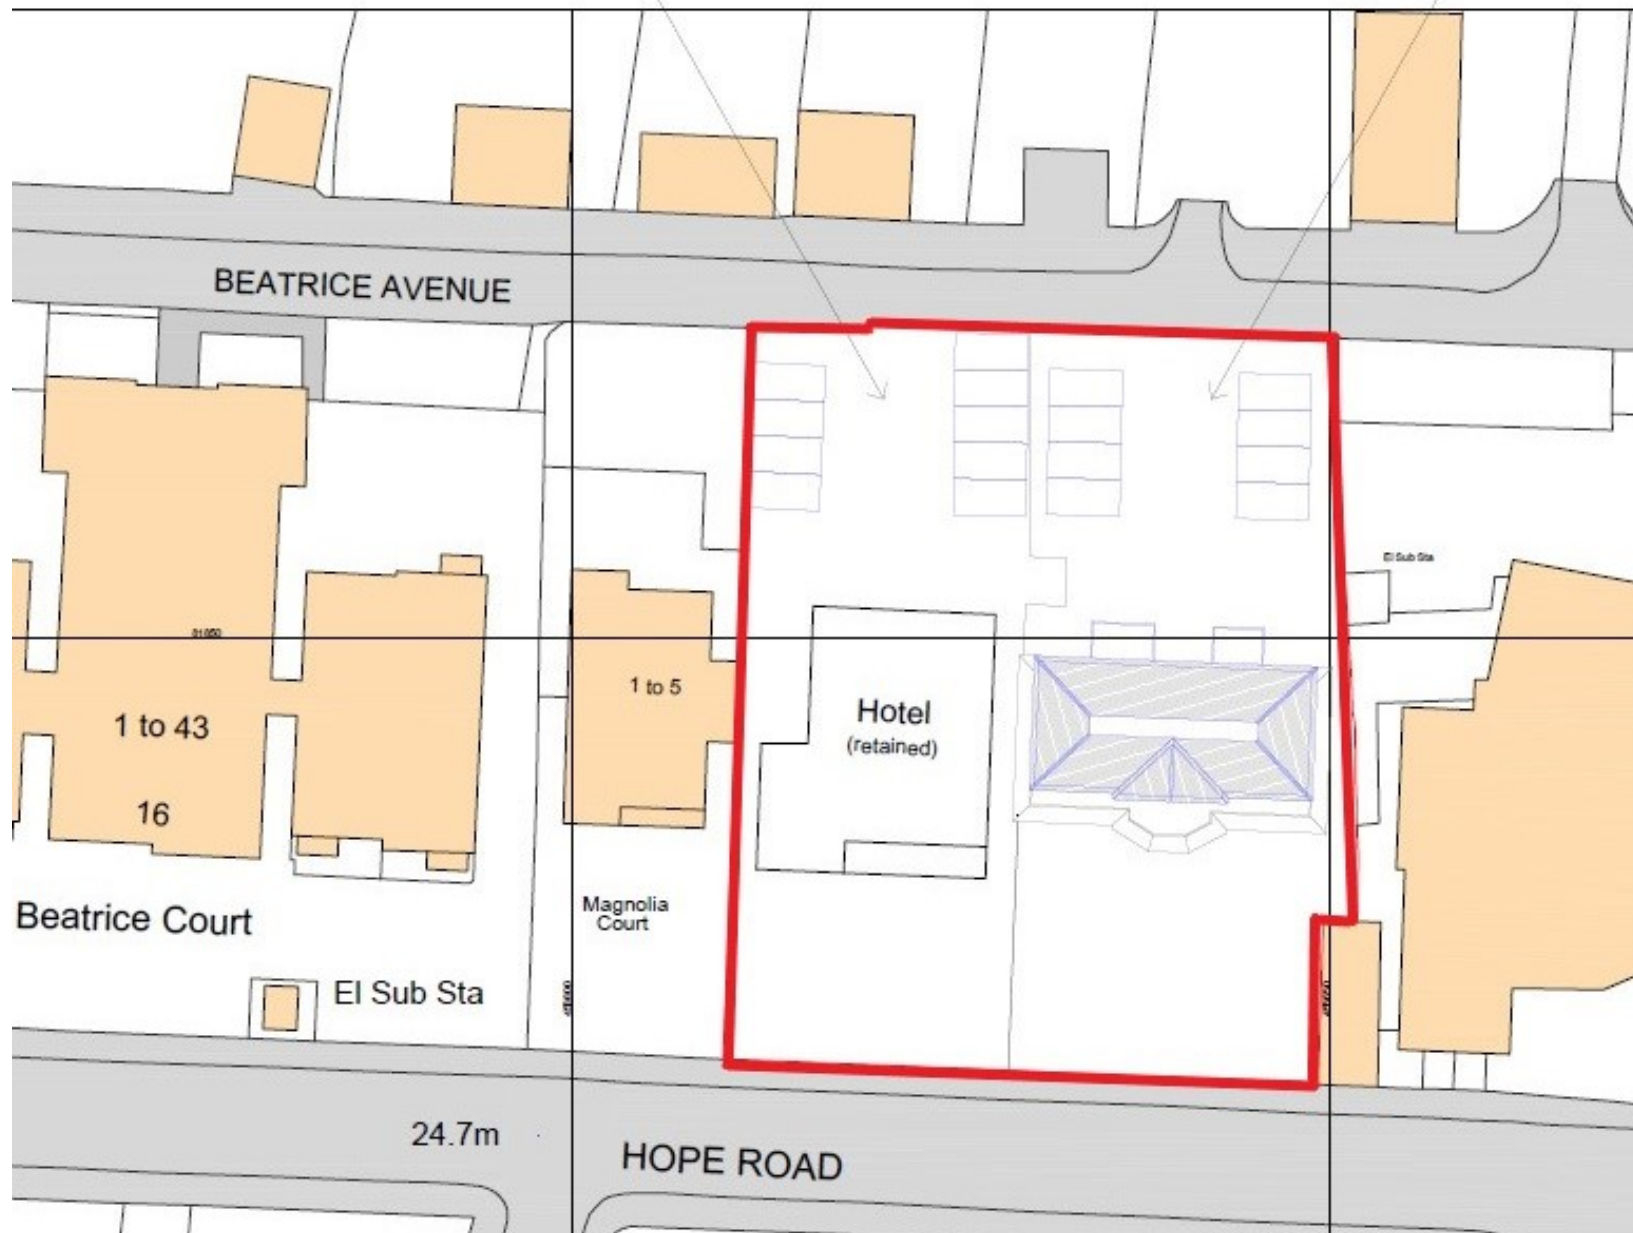 BEATRICE AVENUE
El Sub Sta
1 to 5
Hotel
(retained)
1 to 43
16
Magnolia
Court
Beatrice Court
El Sub Sta
24.7m
HOPE ROAD